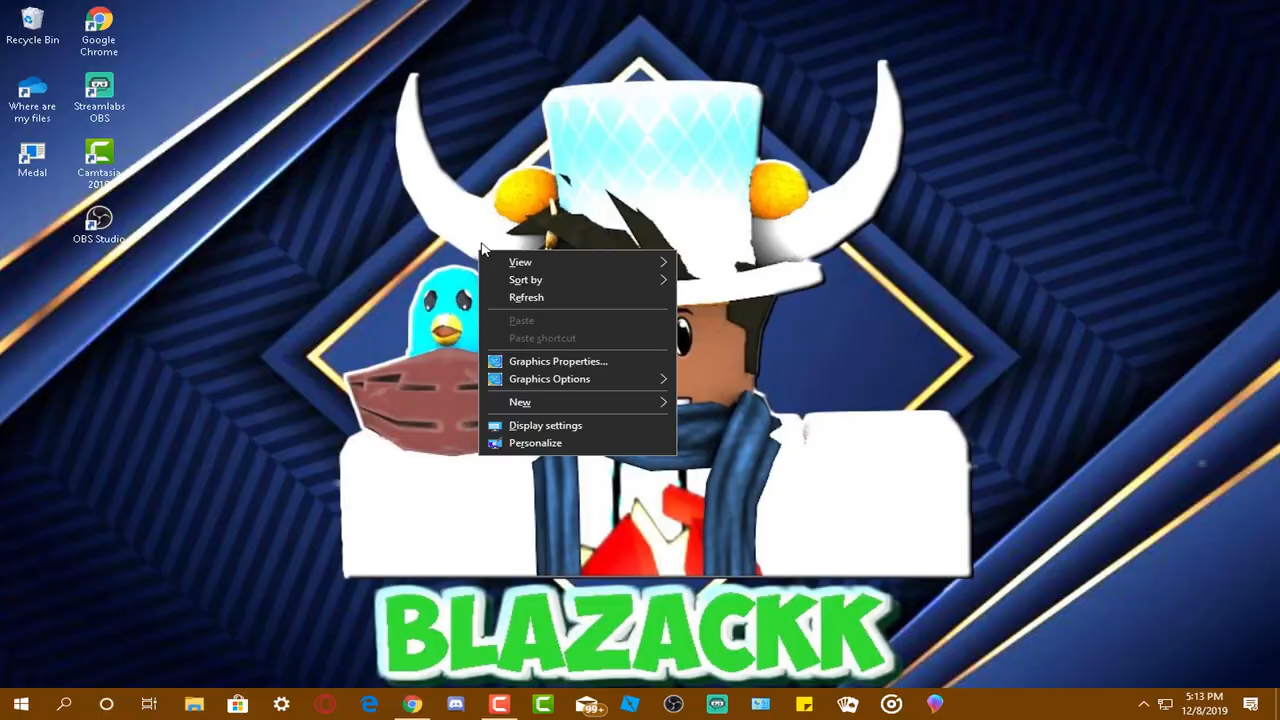 Recycle Bin
Google
Chrome
Where are
my files
Streamlabs
OBS
Medal
Camtasia
2018
OBS Studio
View
Sort by
Refresh
Paste
Paste shortcut
Graphics Properties...
Graphics Options
New
Display settings
Personalize
BLAZACKK
99+
5:13 PM
12/8/2019